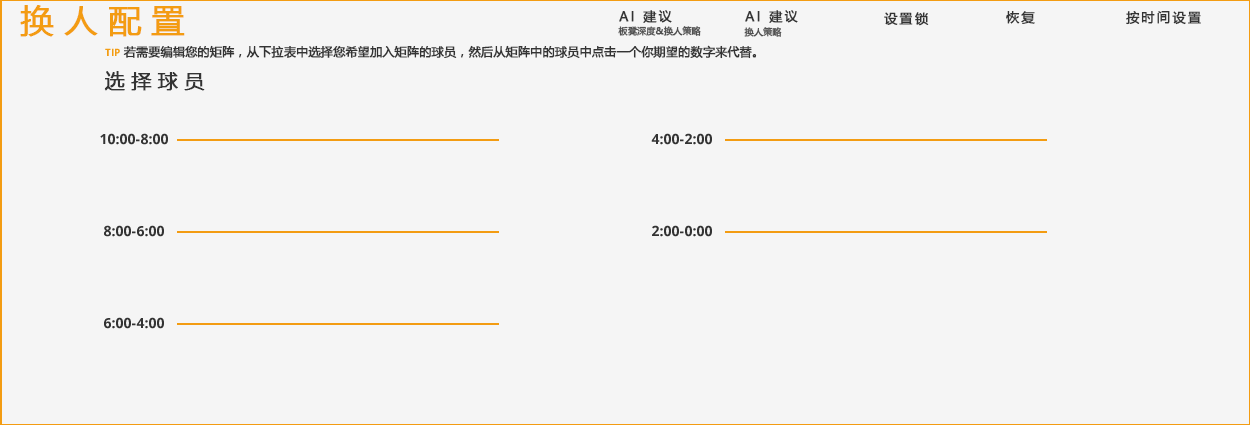 换人配置
AI 建议
板凳深度&换人策略
AI 建议
换人策略
设置锁
恢复
按时间设置
TIP 若需要编辑您的矩阵，从下拉表中选择您希望加入矩阵的球员，然后从矩阵中的球员中点击一个你期望的数字来代替。
选择球员
10:00-8:00
4:00-2:00
8:00-6:00
2:00-0:00
6:00-4:00